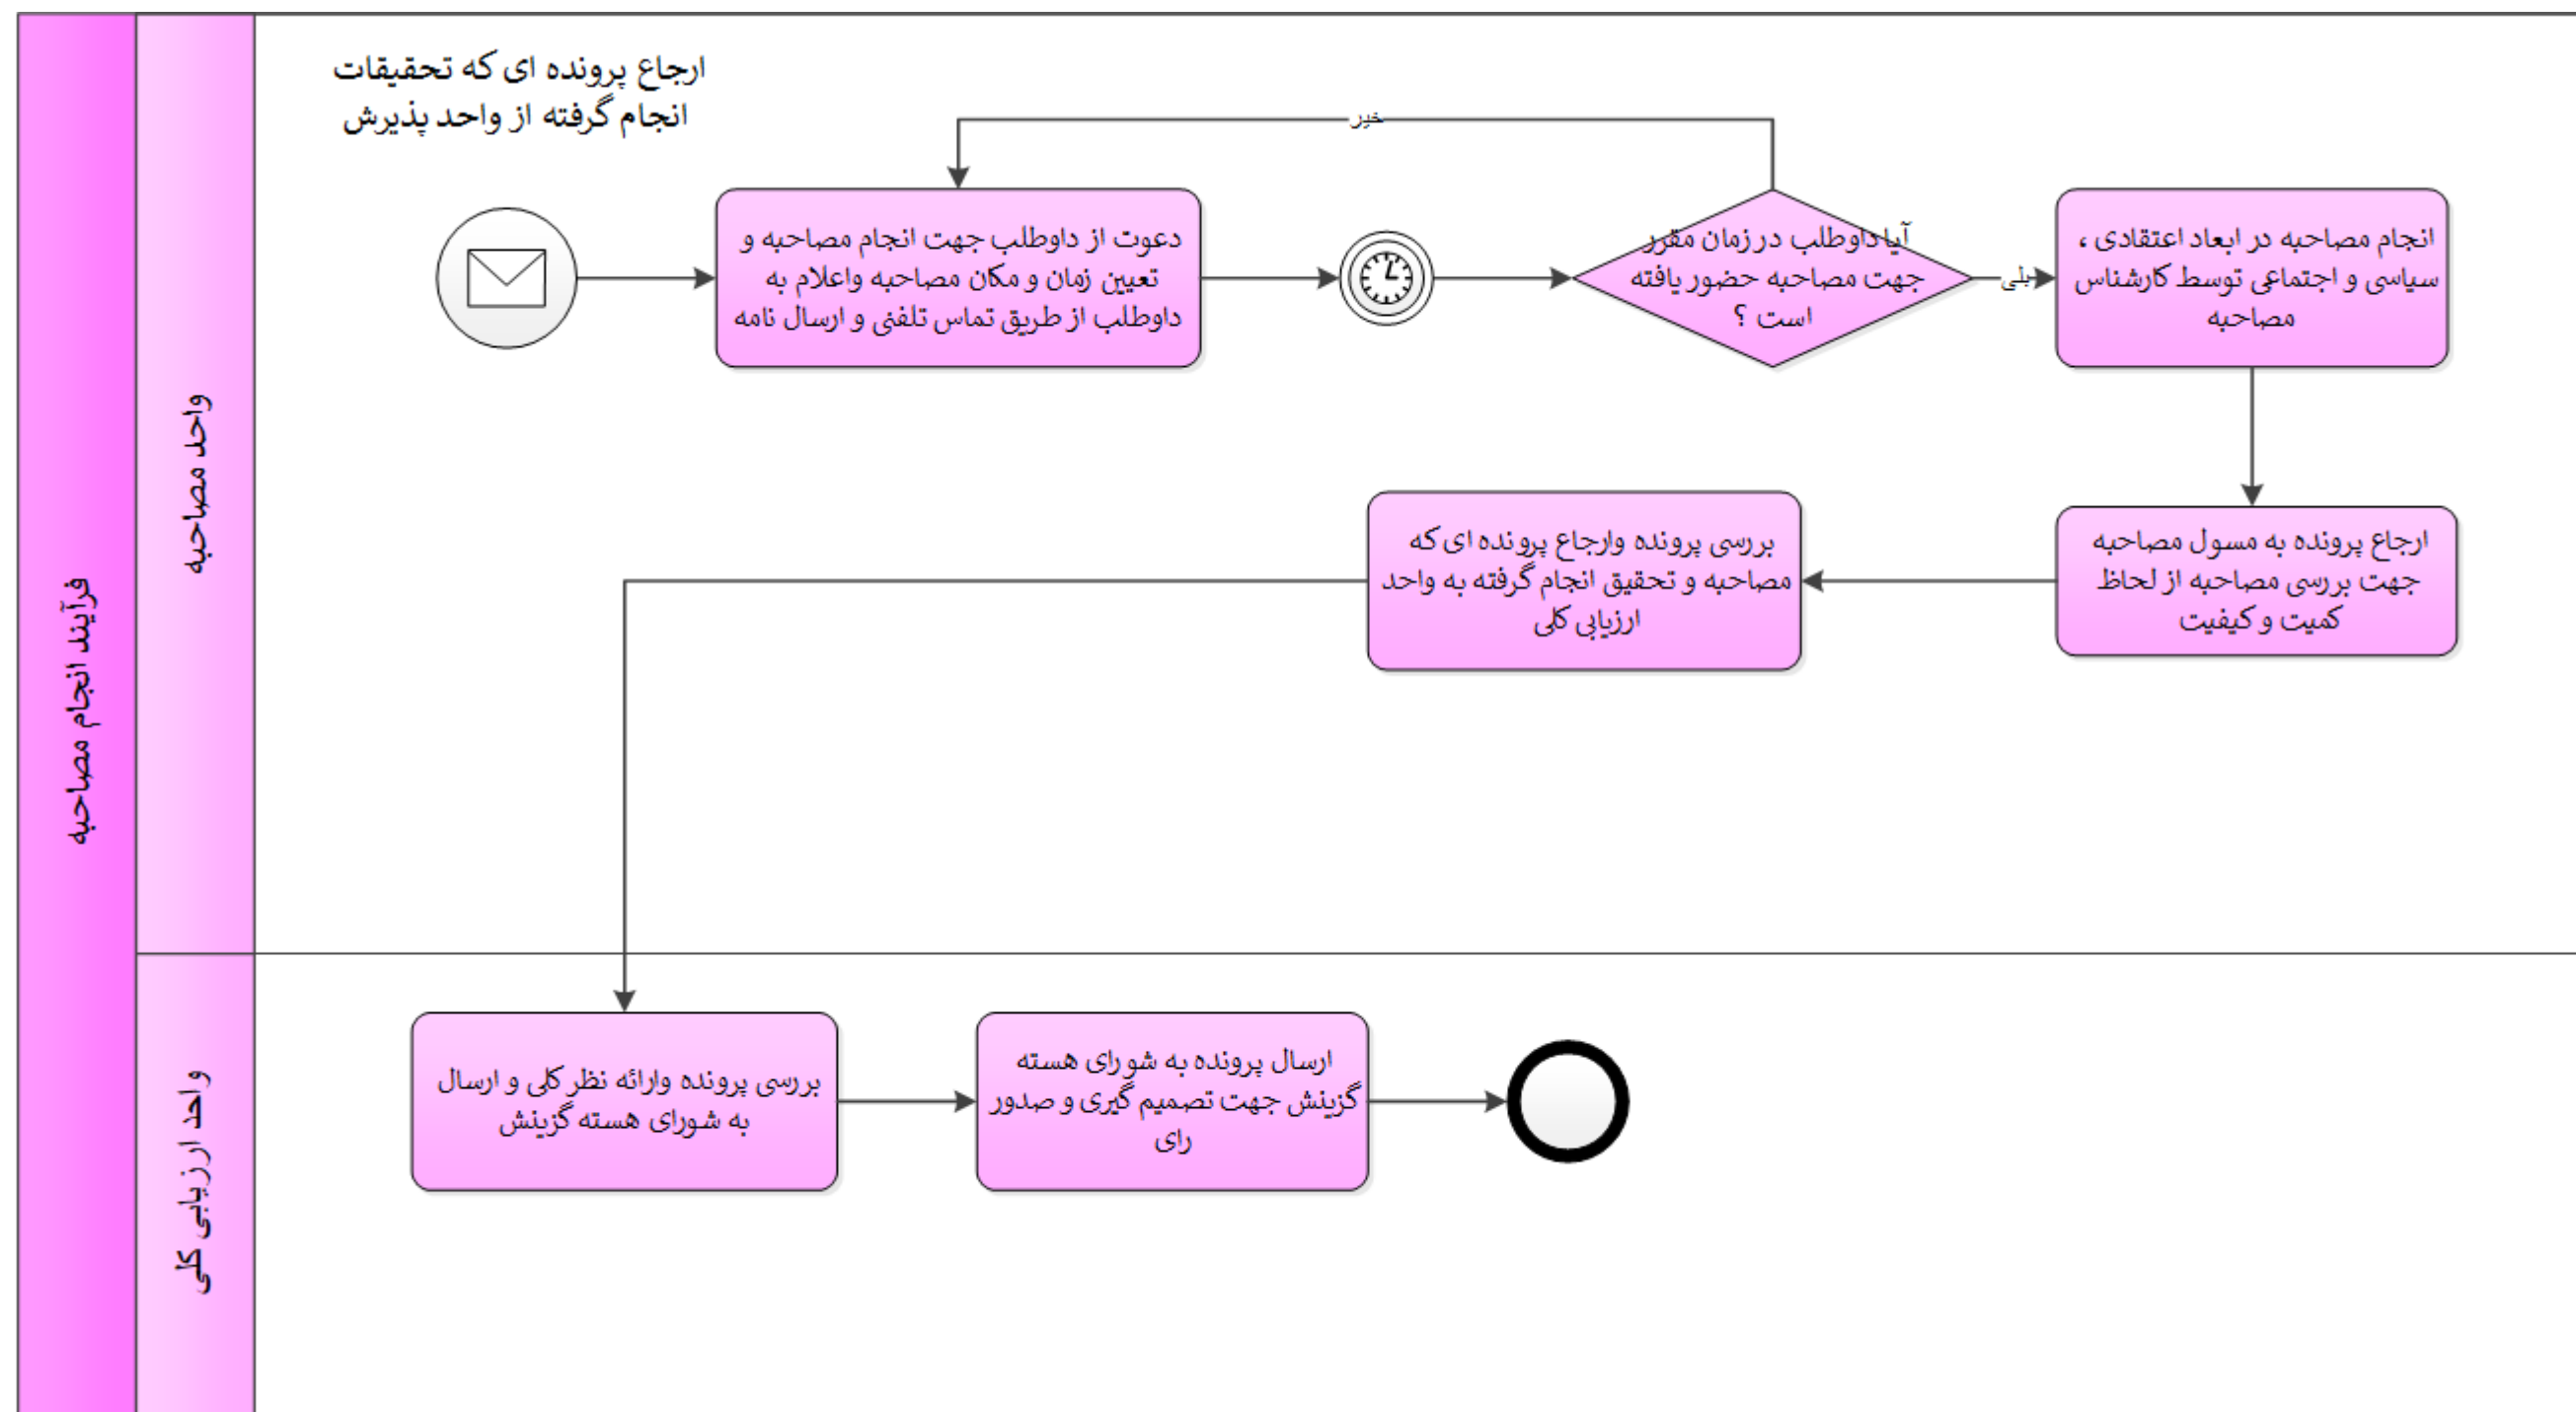 فرآیند انجام مصاحبه
واحد مصاحبه
ارجاع پرونده ای که تحقیقات
انجام گرفته از واحد پذیرش
دعوت از داوطلب جهت انجام مصاحبه و
تعیین زمان و مکان مصاحبه واعلام به
داوطلب از طریق تماس تلفنی و ارسال نامه
خیر
آیا داوطلب در زمان مقرر
جهت مصاحبه حضور یافته
است ؟
بلی
انجام مصاحبه در ابعاد اعتقادی ،
سیاسی و اجتماعی توسط کارشناس
مصاحبه
ارجاع پرونده به مسول مصاحبه
جهت بررسی مصاحبه از لحاظ
کمیت و کیفیت
بررسی پرونده وارجاع پرونده ای که
مصاحبه و تحقیق انجام گرفته به واحد
ارزیابی کلی
واحد ارزیابی کلی
بررسی پرونده وارائه نظر کلی و ارسال
به شورای هسته گزینش
ارسال پرونده به شورای هسته
گزینش جهت تصمیم گیری و صدور
رای